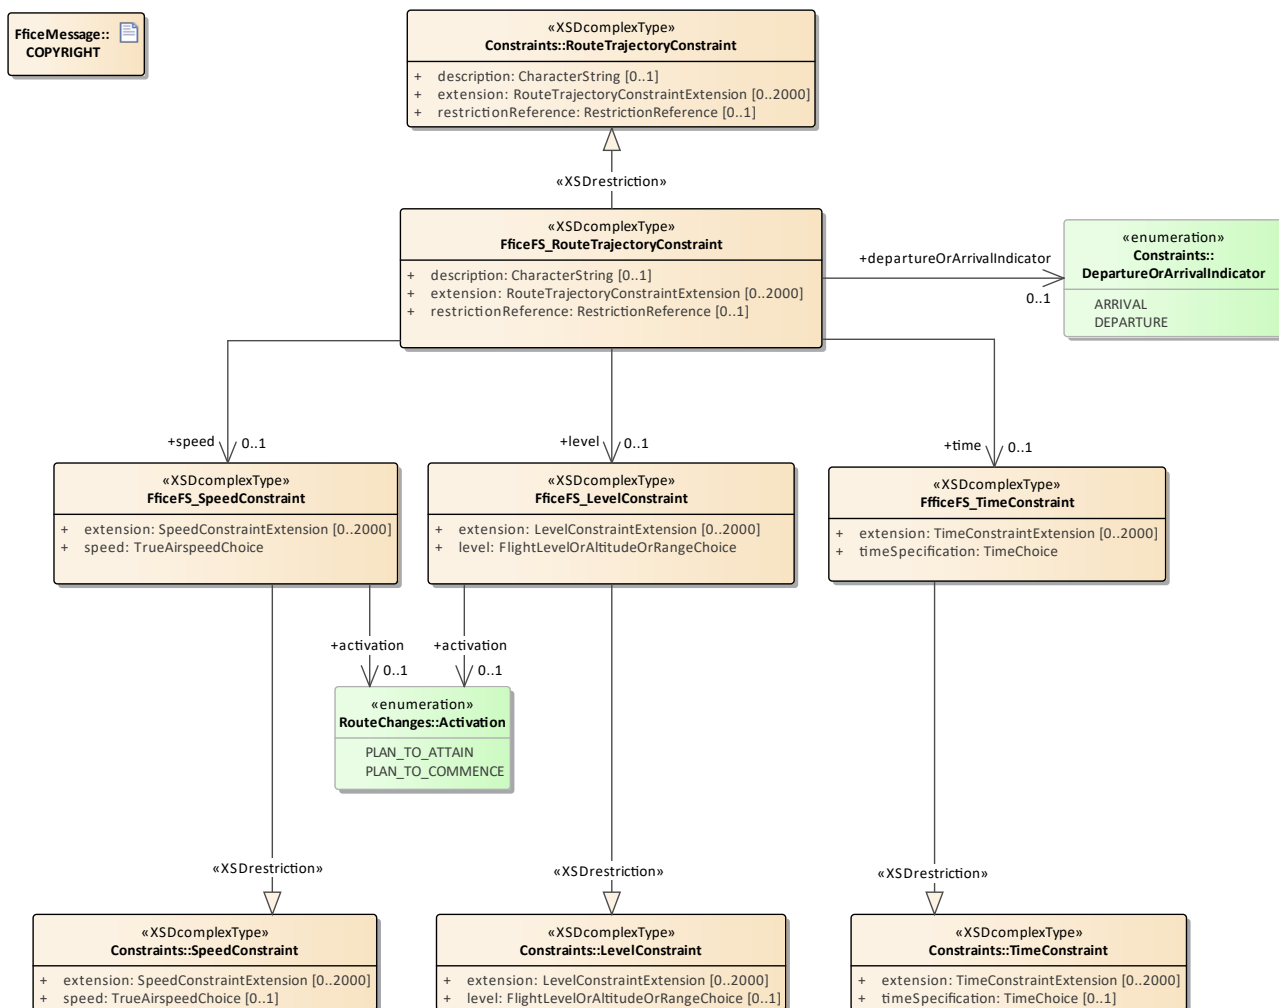 FficeMessage::
COPYRIGHT
«XSDcomplexType»
Constraints::RouteTrajectoryConstraint
+ description: CharacterString [0..1]
+ extension: RouteTrajectoryConstraintExtension [0..2000]
+ restrictionReference: RestrictionReference [0..1]
«XSDrestriction»
«XSDcomplexType»
FficeFS_RouteTrajectoryConstraint
+ description: CharacterString [0..1]
+ extension: RouteTrajectoryConstraintExtension [0..2000]
+ restrictionReference: RestrictionReference [0..1]
+departureOrArrivalIndicator
0..1
«enumeration»
Constraints::
DepartureOrArrivalIndicator
ARRIVAL
DEPARTURE
+speed 0..1
+level 0..1
+time 0..1
«XSDcomplexType»
FficeFS_SpeedConstraint
+ extension: SpeedConstraintExtension [0..2000]
+ speed: TrueAirspeedChoice
«XSDcomplexType»
FficeFS_LevelConstraint
+ extension: LevelConstraintExtension [0..2000]
+ level: FlightLevelOrAltitudeOrRangeChoice
«XSDcomplexType»
FfficeFS_TimeConstraint
+ extension: TimeConstraintExtension [0..2000]
+ timeSpecification: TimeChoice
+activation
0..1
+activation
0..1
«enumeration»
RouteChanges::Activation
PLAN_TO_ATTAIN
PLAN_TO_COMMENCE
«XSDrestriction»
«XSDrestriction»
«XSDrestriction»
«XSDcomplexType»
Constraints::SpeedConstraint
+ extension: SpeedConstraintExtension [0..2000]
+ speed: TrueAirspeedChoice [0..1]
«XSDcomplexType»
Constraints::LevelConstraint
+ extension: LevelConstraintExtension [0..2000]
+ level: FlightLevelOrAltitudeOrRangeChoice [0..1]
«XSDcomplexType»
Constraints::TimeConstraint
+ extension: TimeConstraintExtension [0..2000]
+ timeSpecification: TimeChoice [0..1]